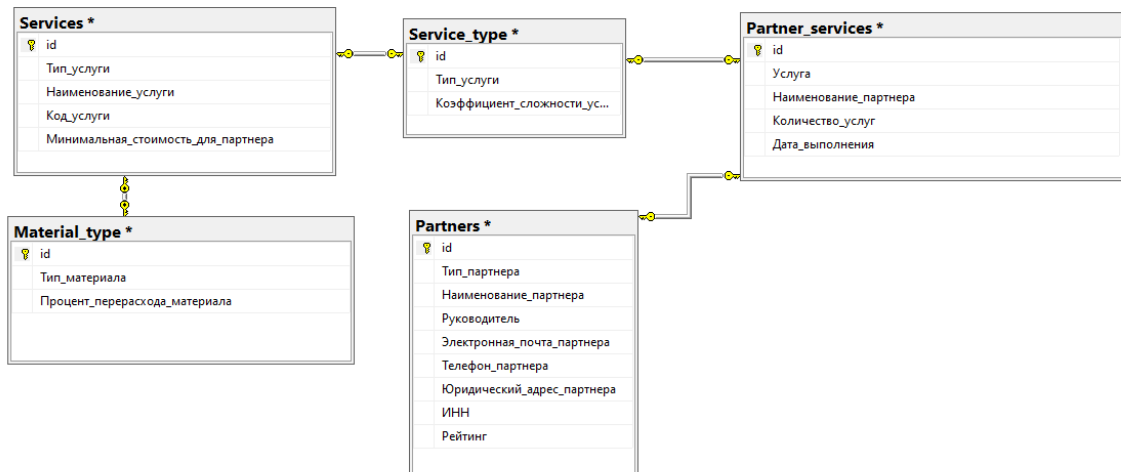 Services *
id
Тип_услуги
Наименование_услуги
Код_услуги
Минимальная_стоимость_для_партнера
Service_type *
id
Тип_услуги
Коэффициент_сложности_ус...
Partner_services *
id
Услуга
Наименование_партнера
Количество_услуг
Дата_выполнения
Material_type *
id
Тип_материала
Процент_перерасхода_материала
Partners *
id
Тип_партнера
Наименование_партнера
Руководитель
Электронная_почта_партнера
Телефон_партнера
Юридический_адрес_партнера
ИНН
Рейтинг